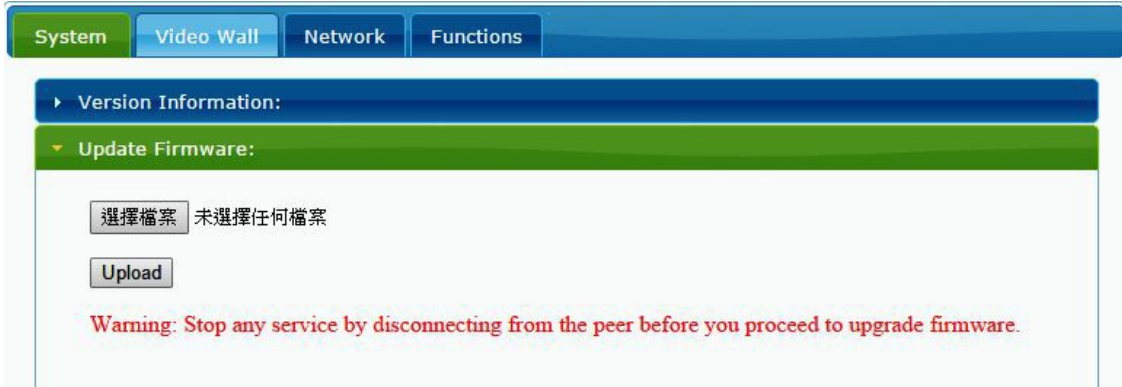 System Video Wall Network Functions
Version Information:
Update Firmware:
選擇檔案 未選擇任何檔案
Upload
Warning: Stop any service by disconnecting from the peer before you proceed to upgrade firmware.